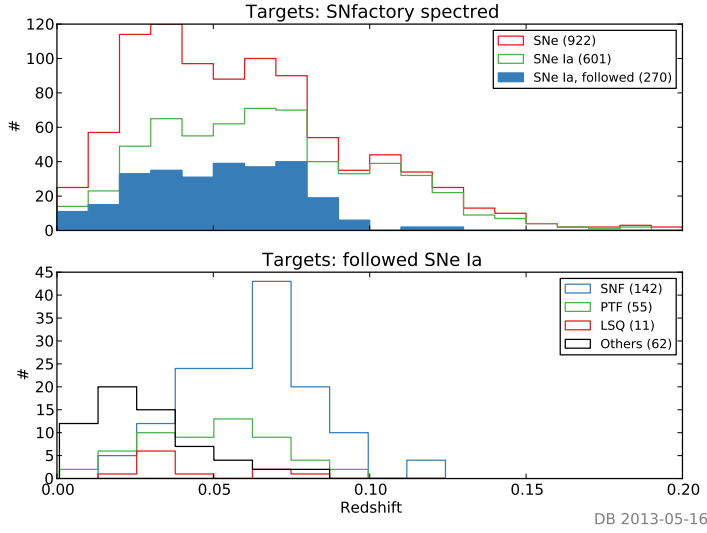 Targets: SNfactory spectred
120
100
80
60
40
20
0
#
SNe (922)
SNe Ia (601)
SNe Ia, followed (270)
Targets: followed SNe Ia
45
40
35
30
25
20
15
10
5
0
#
SNF (142)
PTF (55)
LSQ (11)
Others (62)
0.00 0.05 0.10 0.15 0.20
Redshift
DB 2013-05-16